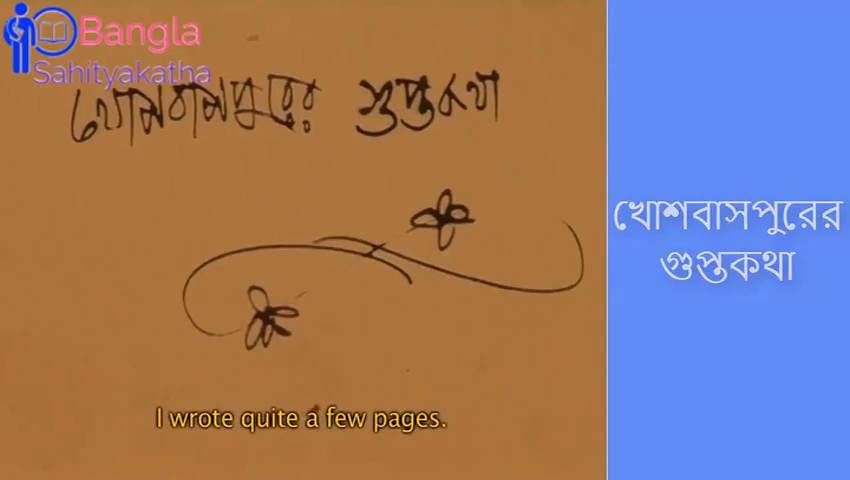 Bangla
Sahityakatha
খোশবাসপুরের গুপ্তকথা
I wrote quite a few pages.
খোশবাসপুরের
গুপ্তকথা